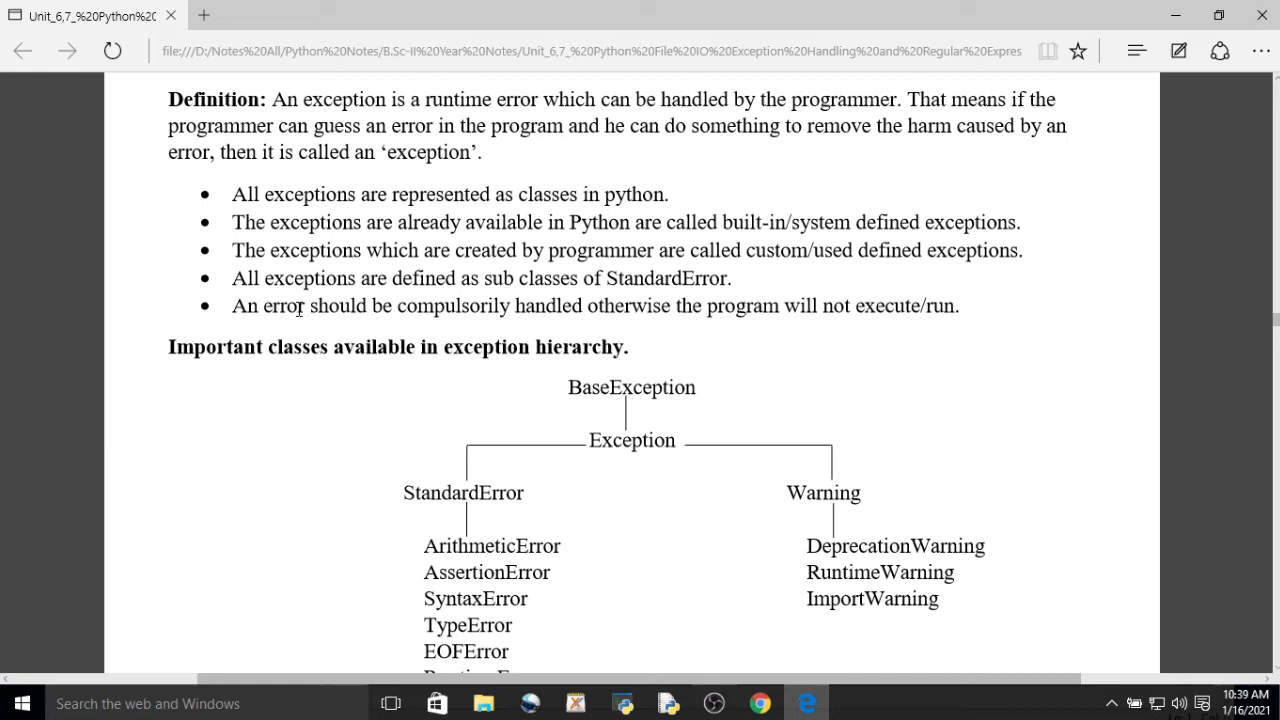 Unit_6,7_Python%20
file:///D:/Notes%20All/Python%20Notes/B.Sc-II%20Year%20Notes/Unit_6,7_%20Python%20File%20IO%20Exception%20Handling%20and%20Regular%20Expres
Definition: An exception is a runtime error which can be handled by the programmer. That means if the
programmer can guess an error in the program and he can do something to remove the harm caused by an
error, then it is called an ‘exception’.
• All exceptions are represented as classes in python.
• The exceptions are already available in Python are called built-in/system defined exceptions.
• The exceptions which are created by programmer are called custom/used defined exceptions.
• All exceptions are defined as sub classes of StandardError.
• An error should be compulsorily handled otherwise the program will not execute/run.
Important classes available in exception hierarchy.
BaseException
Exception
StandardError Warning
ArithmeticError DeprecationWarning
AssertionError RuntimeWarning
SyntaxError ImportWarning
TypeError
EOFError
Search the web and Windows
10:39 AM
1/16/2021